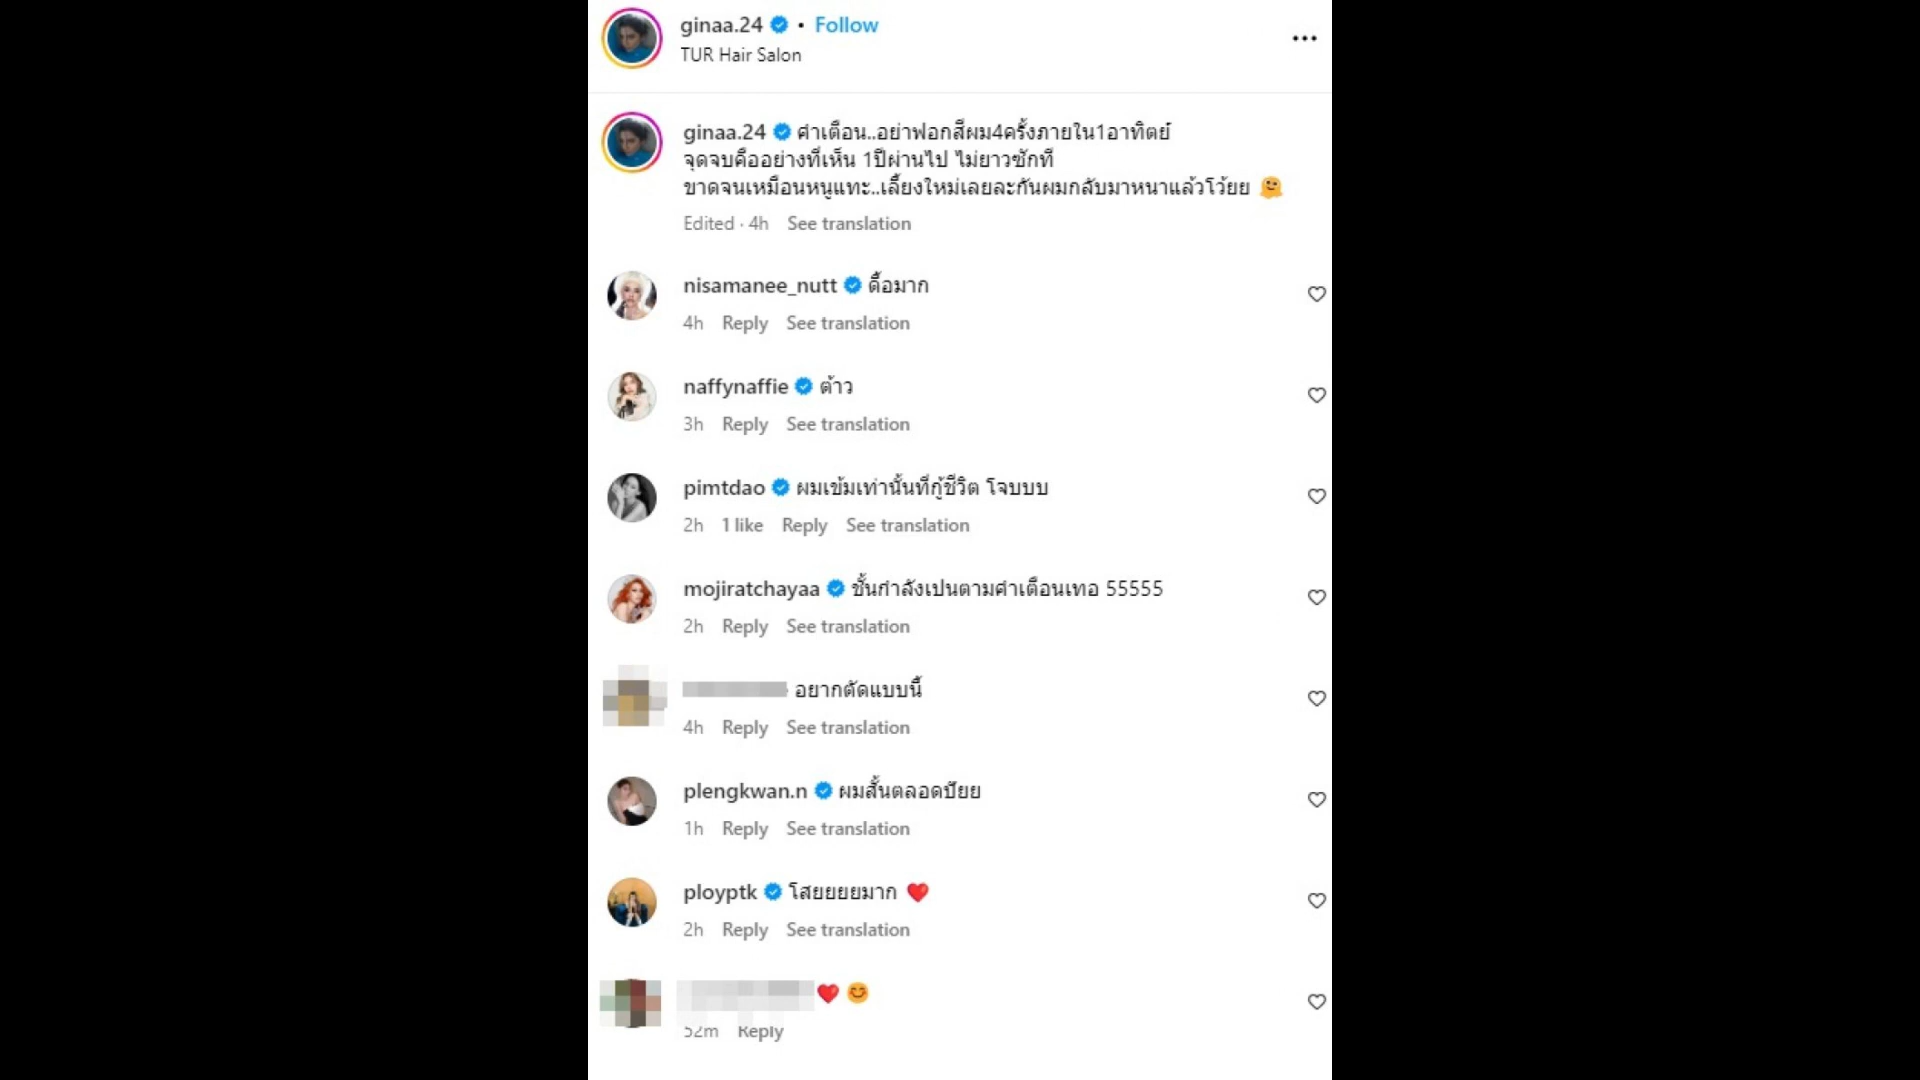 ginaa.24 • Follow
TUR Hair Salon
ginaa.24 คำเตือน..อย่าฟอกสีผม4ครั้งภายใน1อาทิตย์
จุดจบคืออย่างที่เห็น 1ปีผ่านไป ไม่ยาวซักที
ขาดจนเหมือนหนูแทะ..เลี้ยงใหม่เลยละกันผมกลับมาหนาแล้วโว้ยย 🫠
Edited · 4h See translation
nisamanee_nutt ดื้อมาก
4h Reply See translation
naffynaffie ต้าว
3h Reply See translation
pimtdao ผมเข้มเท่านั้นที่กู้ชีวิต โจบบบ
2h 1 like Reply See translation
mojiratchayaa ชั้นกำลังเปนตามคำเตือนเทอ 55555
2h Reply See translation
อยากตัดแบบนี้
4h Reply See translation
plengkwan.n ผมสั้นตลอดปียย
1h Reply See translation
ployptk โสยยยยมาก ❤️
2h Reply See translation
❤️ 😊
52m Reply